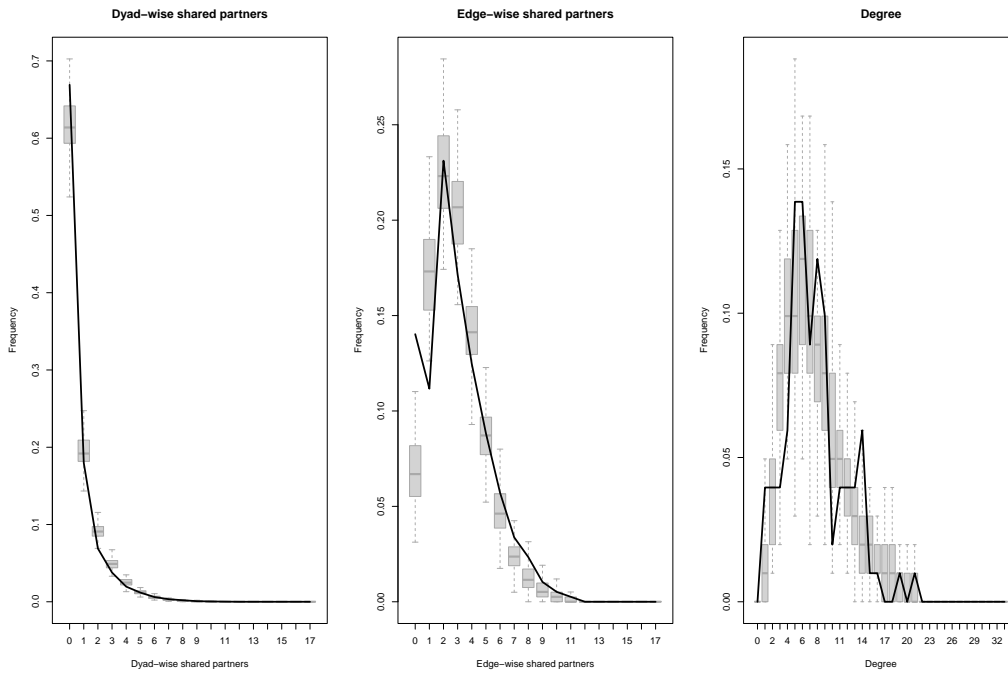 Dyad−wise shared partners
Edge−wise shared partners
Degree
Frequency
0.0
0.1
0.2
0.3
0.4
0.5
0.6
0.7
0 1 2 3 4 5 6 7 8 9 11 13 15 17
Dyad−wise shared partners
Frequency
0.00
0.05
0.10
0.15
0.20
0.25
0 1 2 3 4 5 6 7 8 9 11 13 15 17
Edge−wise shared partners
Frequency
0.00
0.05
0.10
0.15
0 2 4 6 8 11 14 17 20 23 26 29 32
Degree